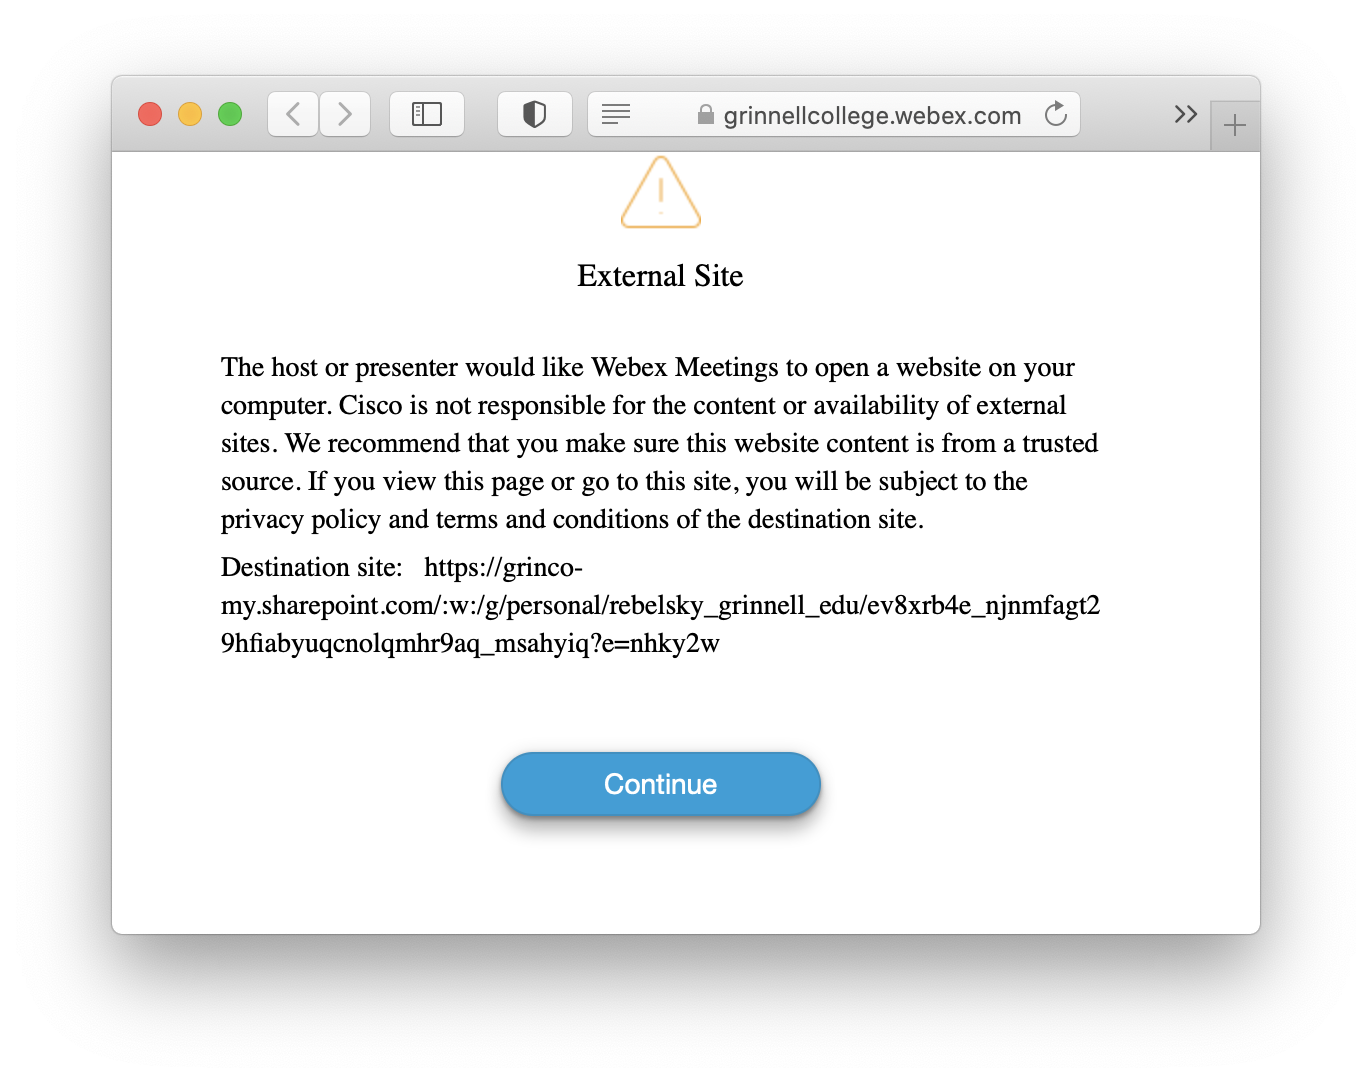 grinnellcollege.webex.com
External Site
The host or presenter would like Webex Meetings to open a website on your
computer. Cisco is not responsible for the content or availability of external
sites. We recommend that you make sure this website content is from a trusted
source. If you view this page or go to this site, you will be subject to the
privacy policy and terms and conditions of the destination site.
Destination site: https://grinco-
my.sharepoint.com/:w:/g/personal/rebelsky_grinnell_edu/ev8xrb4e_njnmfagt2
9hfiabyuqcnolqmhr9aq_msahyiq?e=nhky2w
Continue